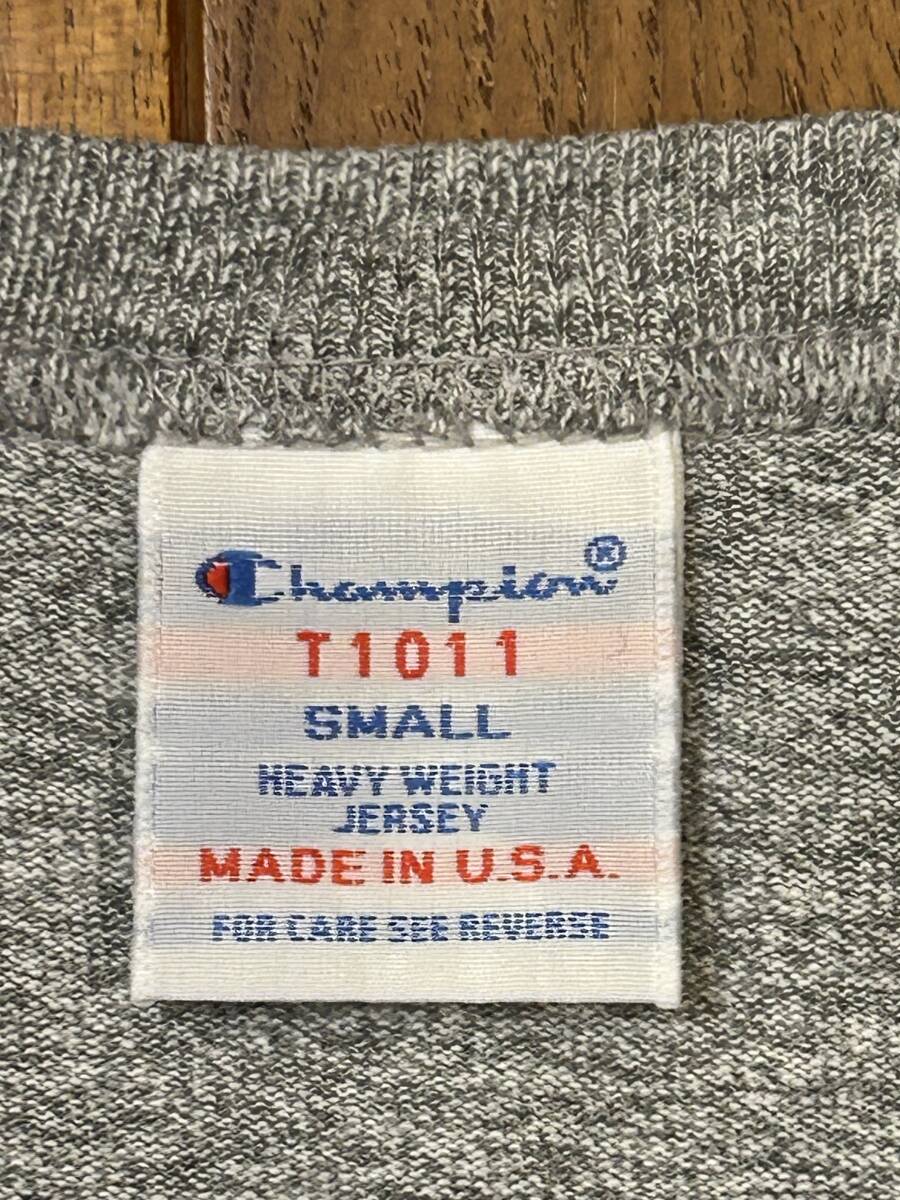 Champion®
T1011
SMALL
HEAVY WEIGHT
JERSEY
MADE IN U.S.A.
FOR CARE SEE REVERSE